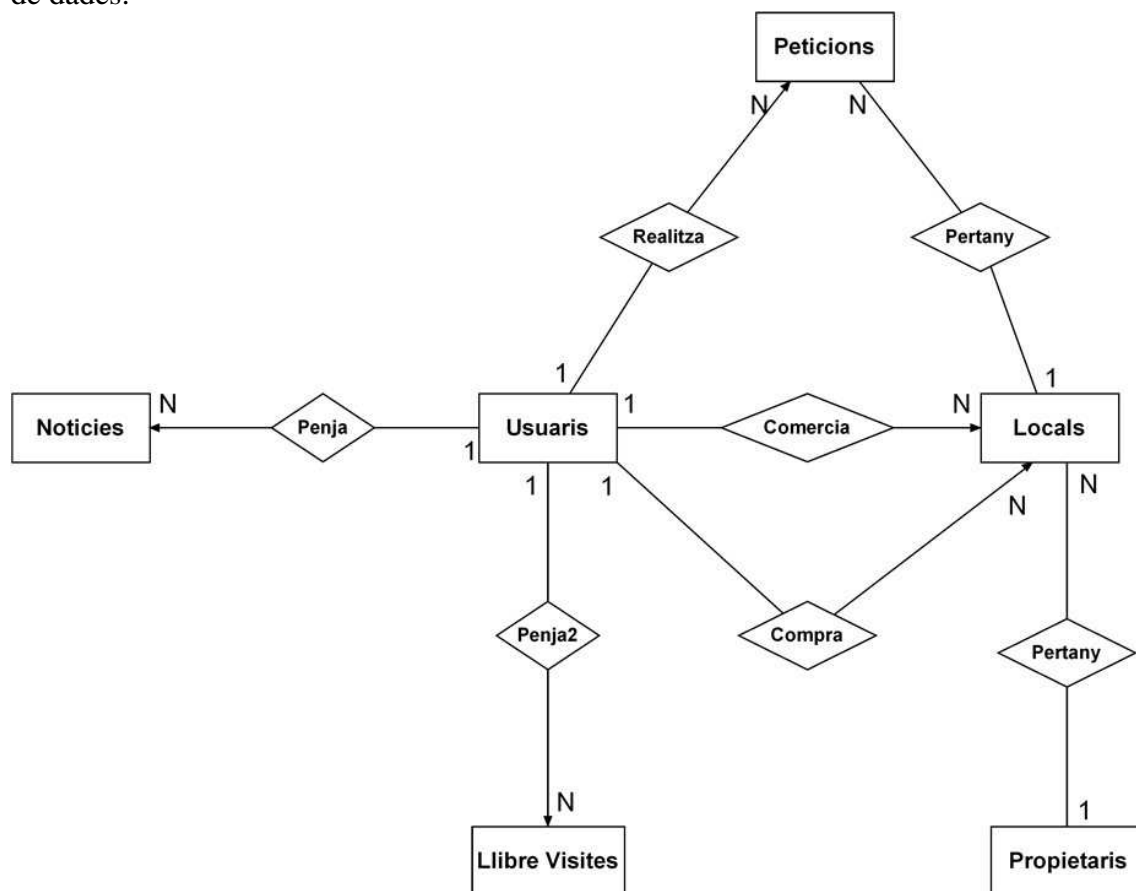 de dades:
Peticions
N
N
Realitza
Pertany
1
1
Noticies
N
Penja
1
Usuaris
1
Comercia
N
Locals
1
1
N
N
Penja2
Compra
Pertany
N
1
Llibre Visites
Propietaris